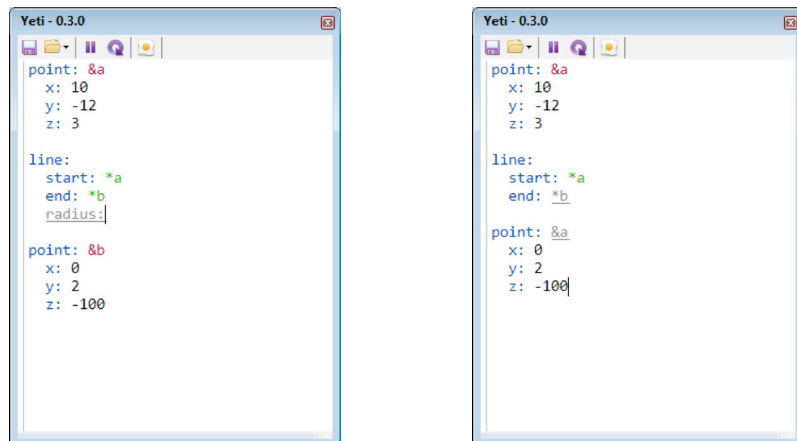 Yeti - 0.3.0
point: &a
  x: 10
  y: -12
  z: 3
line:
  start: *a
  end: *b
  radius:
point: &b
  x: 0
  y: 2
  z: -100
Yeti - 0.3.0
point: &a
  x: 10
  y: -12
  z: 3
line:
  start: *a
  end: *b
point: &a
  x: 0
  y: 2
  z: -100